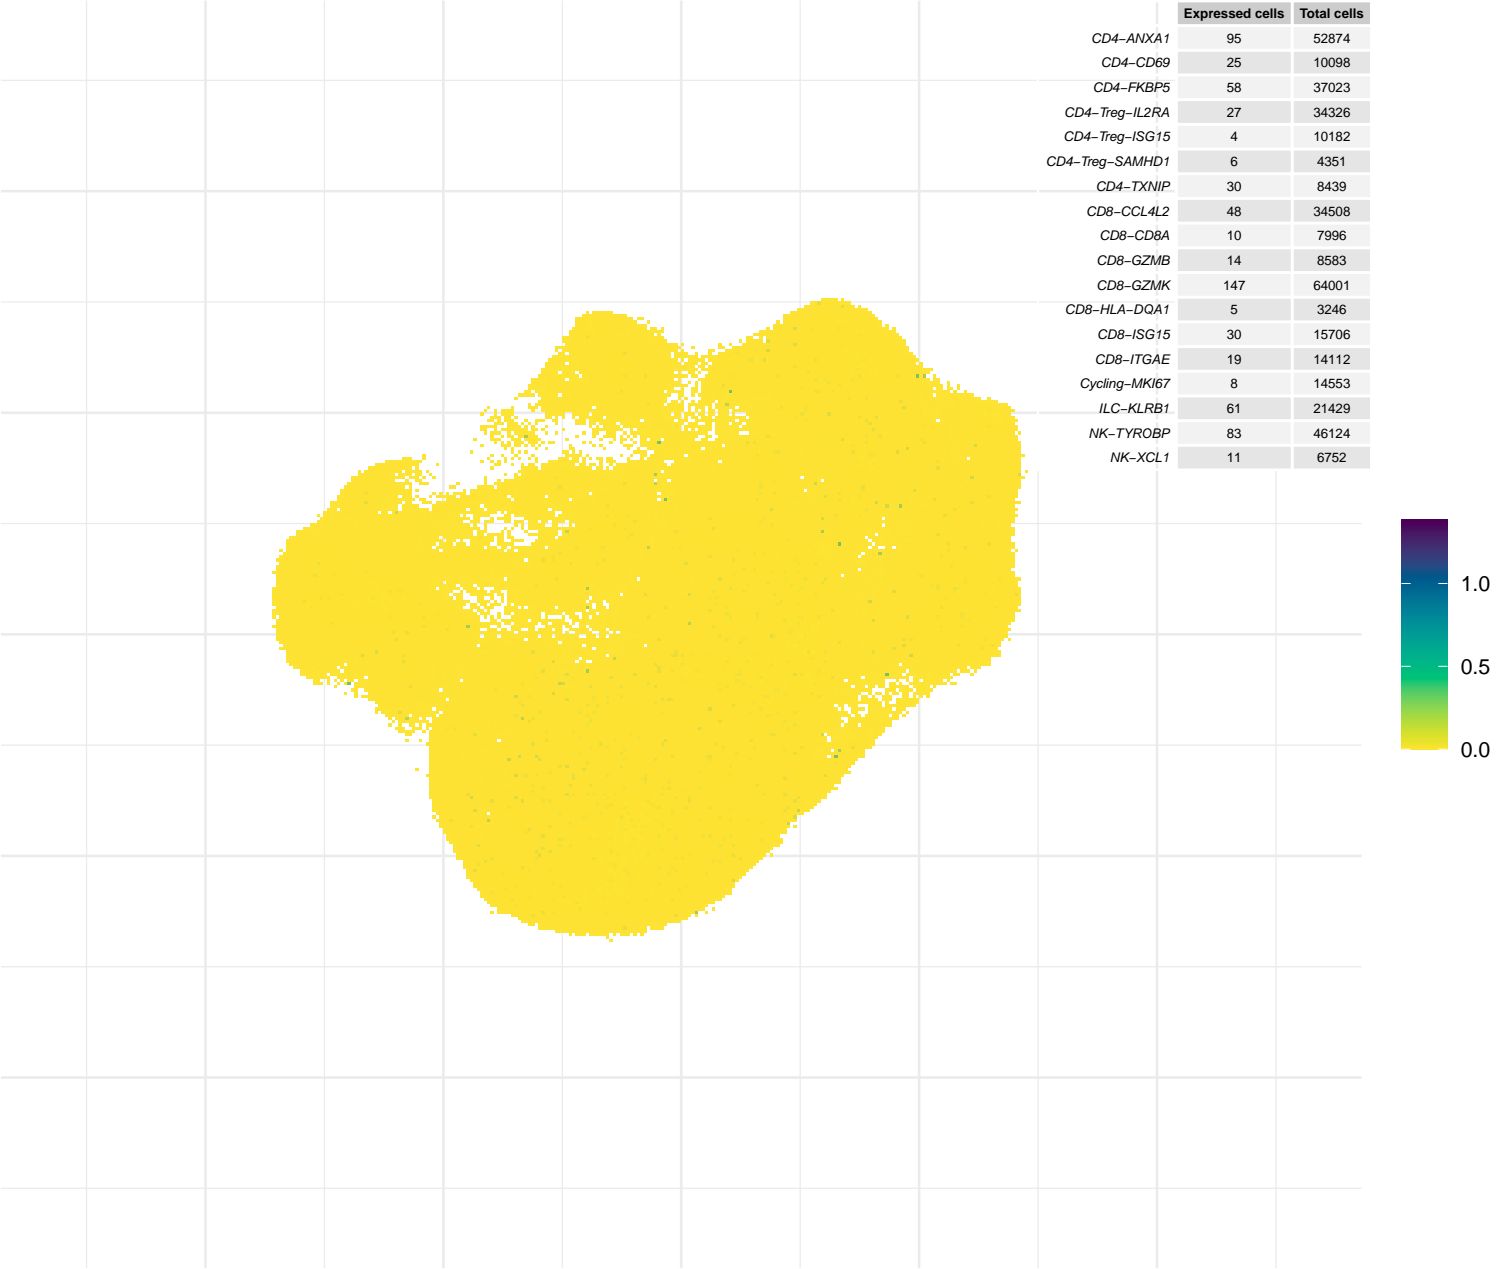 Expressed cells Total cells
CD4−ANXA1 95 52874
CD4−CD69 25 10098
CD4−FKBP5 58 37023
CD4−Treg−IL2RA 27 34326
CD4−Treg−ISG15 4 10182
CD4−Treg−SAMHD1 6 4351
CD4−TXNIP 30 8439
CD8−CCL4L2 48 34508
CD8−CD8A 10 7996
CD8−GZMB 14 8583
CD8−GZMK 147 64001
CD8−HLA−DQA1 5 3246
CD8−ISG15 30 15706
CD8−ITGAE 19 14112
Cycling−MKI67 8 14553
ILC−KLRB1 61 21429
NK−TYROBP 83 46124
NK−XCL1 11 6752
1.0
0.5
0.0